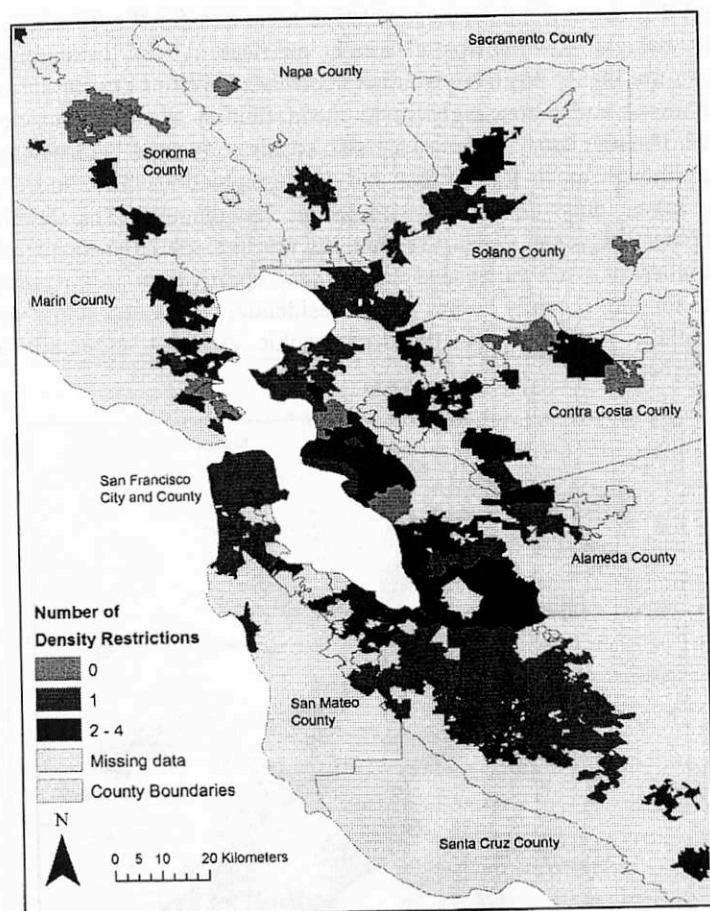 Sacramento County
Napa County
Sonoma
County
Solano County
Marin County
Contra Costa County
San Francisco
City and County
Alameda County
Number of
Density Restrictions
0
1
2 - 4
Missing data
County Boundaries
San Mateo
County
N
0 5 10 20 Kilometers
Santa Cruz County